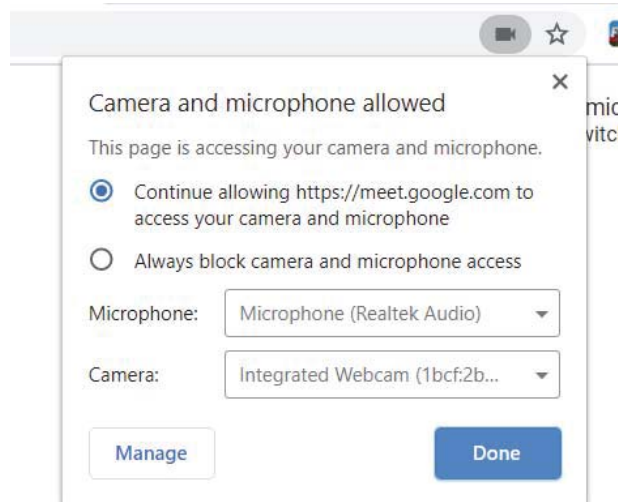 Camera and microphone allowed
This page is accessing your camera and microphone.
Continue allowing https://meet.google.com to
access your camera and microphone
Always block camera and microphone access
Microphone: Microphone (Realtek Audio)
Camera: Integrated Webcam (1bcf:2b...
Manage Done